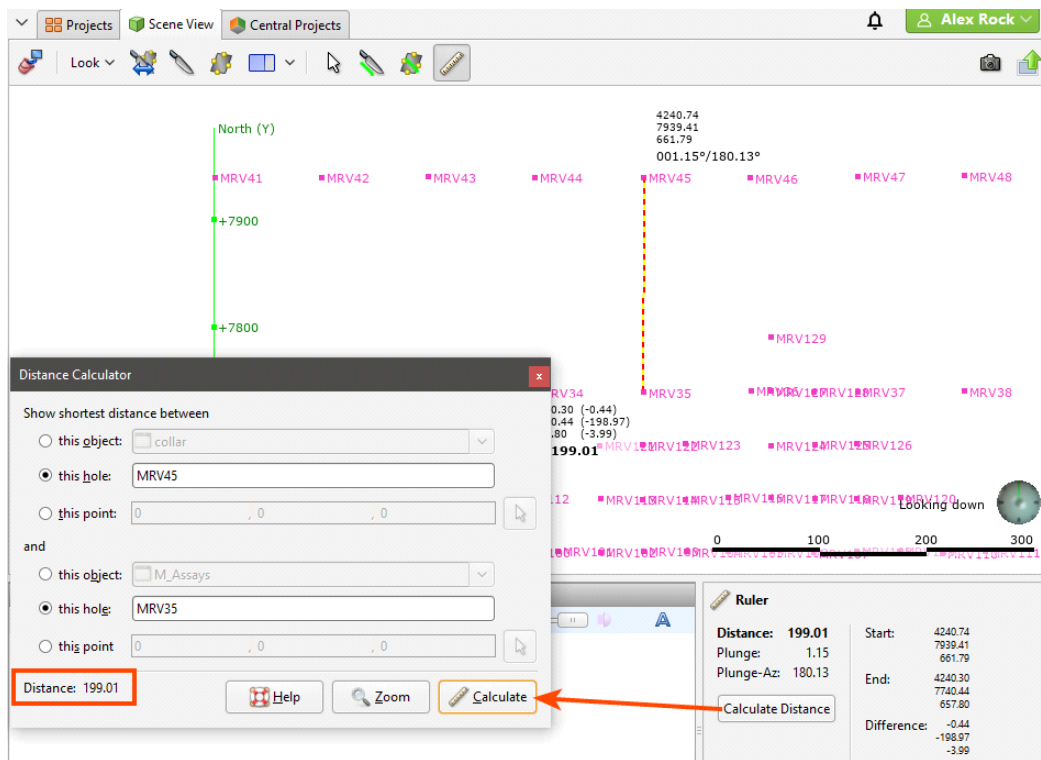 Projects
Scene View
Central Projects
Alex Rock
Look
North (Y)
4240.74
7939.41
661.79
001.15°/180.13°
MRV41
MRV42
MRV43
MRV44
MRV45
MRV46
MRV47
MRV48
+7900
+7800
MRV129
RV34
MRV35
MRV37
MRV38
0.30 (-0.44)
0.44 (-198.97)
.80 (-3.99)
199.01
MRV123
MRV126
.12
MRV120
Looking down
0 100 200 300
Distance Calculator
x
Show shortest distance between
this object: collar
this hole: MRV45
this point: 0 , 0 , 0
and
this object: M_Assays
this hole: MRV35
this point 0 , 0 , 0
Distance: 199.01
Help
Zoom
Calculate
A
Ruler
Distance: 199.01
Plunge: 1.15
Plunge-Az: 180.13
Calculate Distance
Start: 4240.74
7939.41
661.79
End: 4240.30
7740.44
657.80
Difference: -0.44
-198.97
-3.99